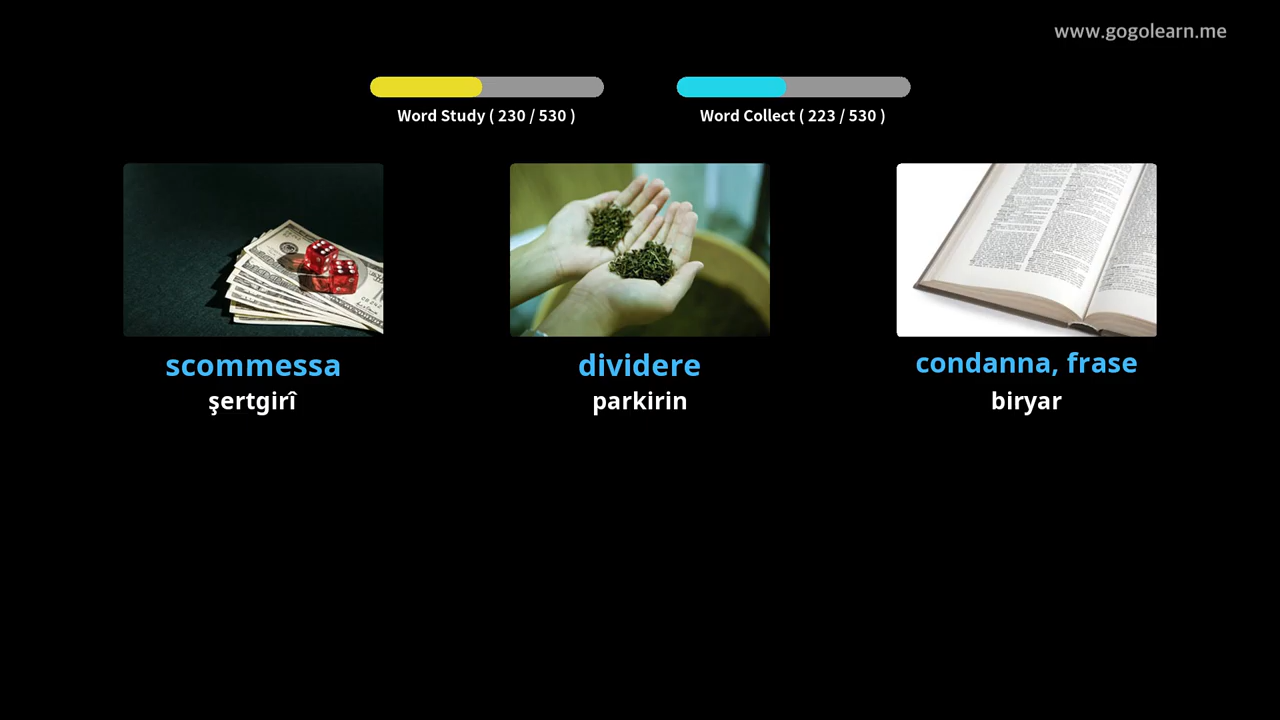 www.gogolearn.me
Word Study ( 230 / 530 )
Word Collect ( 223 / 530 )
scommessa
dividere
condanna, frase
şertgirî
parkirin
biryar